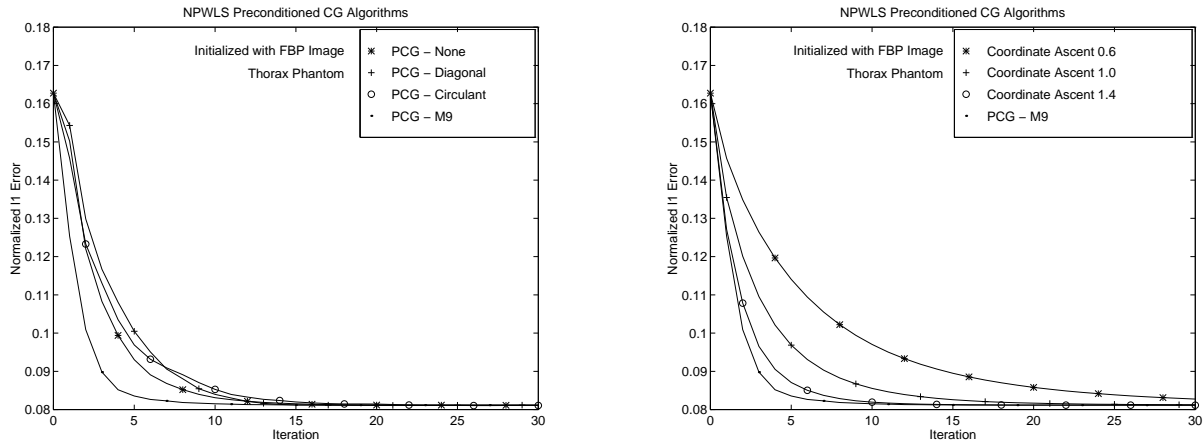 NPWLS Preconditioned CG Algorithms
0.18
0.17
0.16
0.15
0.14
0.13
0.12
0.11
0.1
0.09
0.08
Normalized l1 Error
Initialized with FBP Image
Thorax Phantom
PCG – None
PCG – Diagonal
PCG – Circulant
PCG – M9
0 5 10 15 20 25 30
Iteration
NPWLS Preconditioned CG Algorithms
0.18
0.17
0.16
0.15
0.14
0.13
0.12
0.11
0.1
0.09
0.08
Normalized l1 Error
Initialized with FBP Image
Thorax Phantom
Coordinate Ascent 0.6
Coordinate Ascent 1.0
Coordinate Ascent 1.4
PCG – M9
0 5 10 15 20 25 30
Iteration